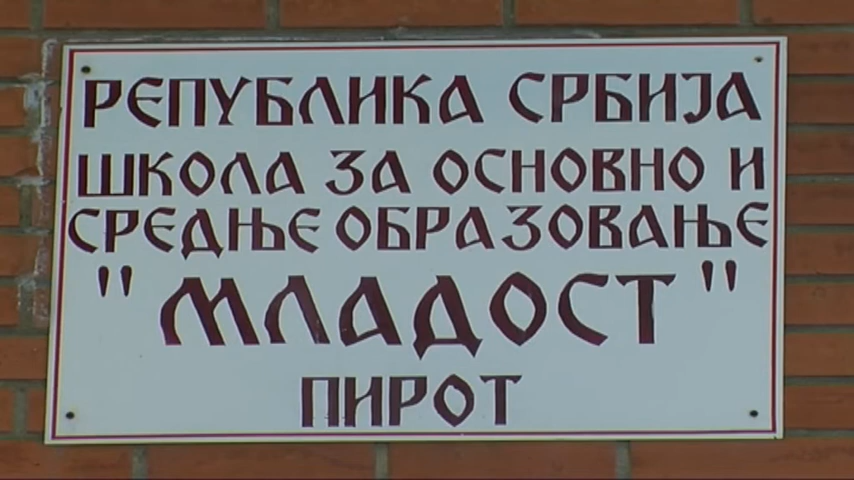 РЕПУБЛИКА СРБИЈА
ШКОЛА ЗА ОСНОВНО И
СРЕДЊЕ ОБРАЗОВАЊЕ
"МЛАДОСТ"
ПИРОТ